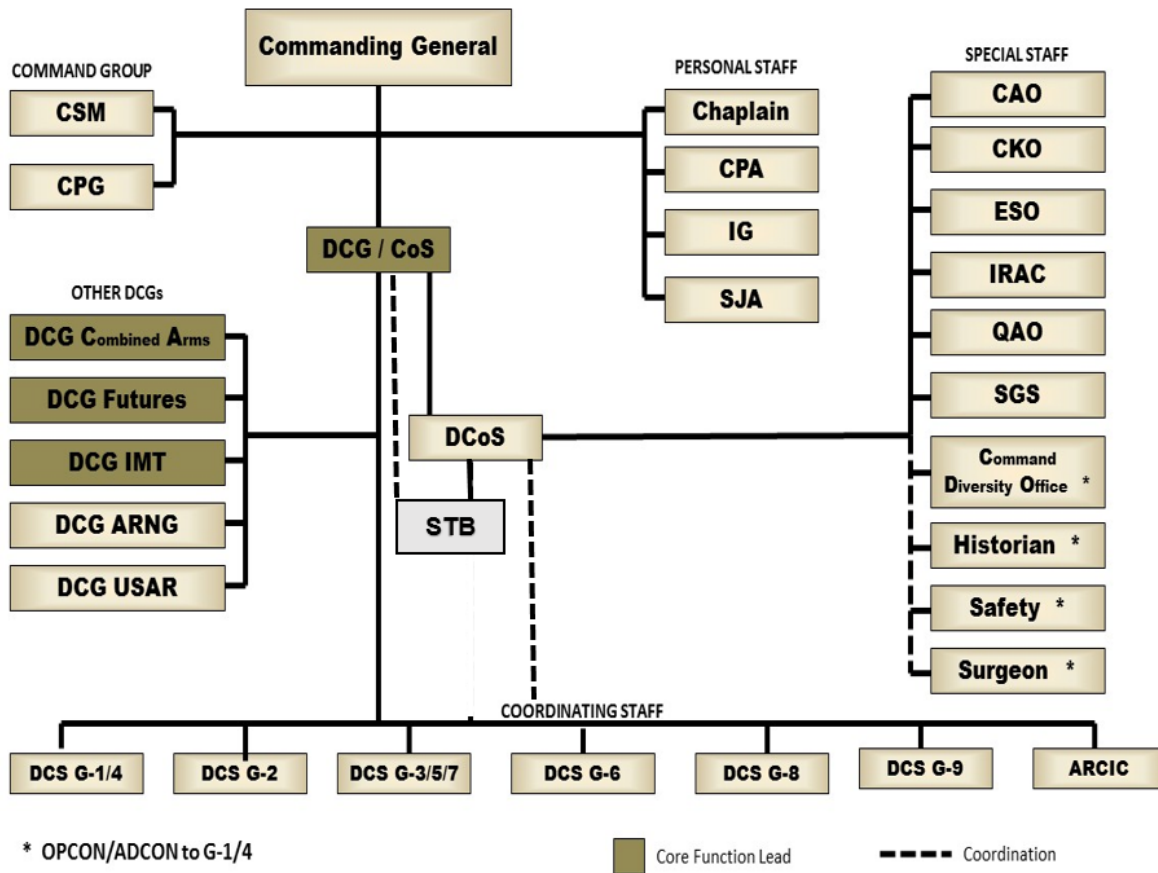 Commanding General
COMMAND GROUP
CSM
CPG
PERSONAL STAFF
Chaplain
CPA
IG
SJA
SPECIAL STAFF
CAO
CKO
ESO
IRAC
QAO
SGS
Command
Diversity Office *
Historian *
Safety *
Surgeon *
DCG / CoS
OTHER DCGs
DCG Combined Arms
DCG Futures
DCG IMT
DCG ARNG
DCG USAR
DCoS
STB
COORDINATING STAFF
DCS G-1/4
DCS G-2
DCS G-3/5/7
DCS G-6
DCS G-8
DCS G-9
ARCIC
* OPCON/ADCON to G-1/4
Core Function Lead
Coordination